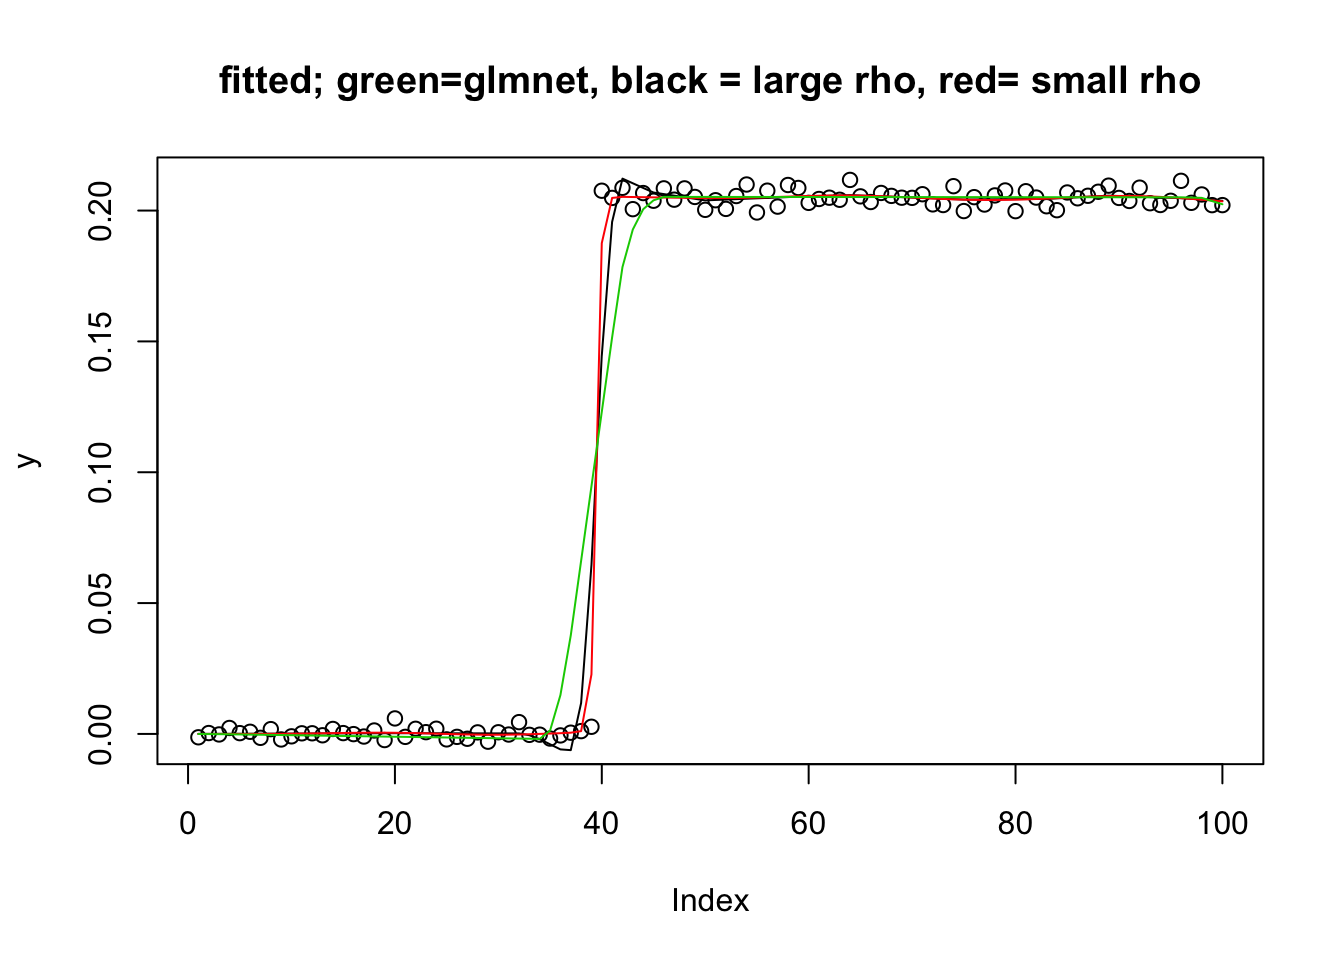 fitted; green=glmnet, black = large rho, red= small rho
y
0.20
0.15
0.10
0.05
0.00
0 20 40 60 80 100
Index